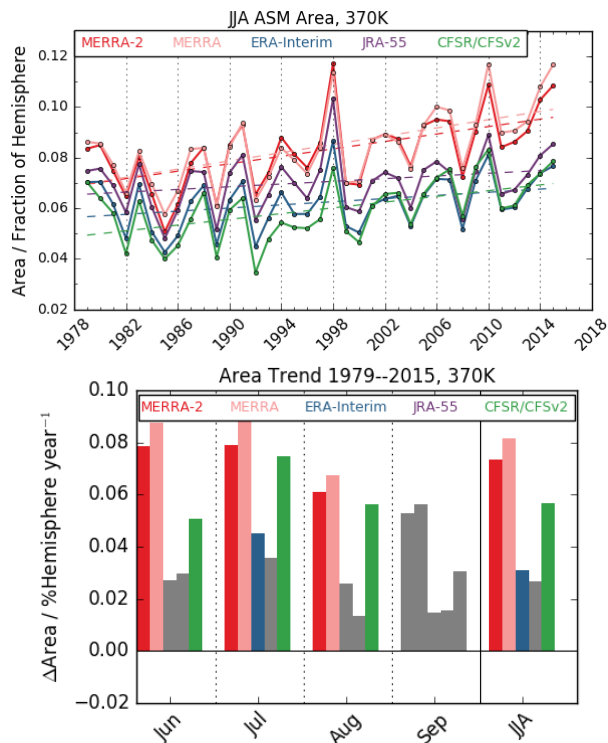 JJA ASM Area, 370K
MERRA-2 MERRA ERA-Interim JRA-55 CFSR/CFSv2
Area / Fraction of Hemisphere
0.12
0.10
0.08
0.06
0.04
0.02
1978 1982 1986 1990 1994 1998 2002 2006 2010 2014 2018
Area Trend 1979--2015, 370K
MERRA-2 MERRA ERA-Interim JRA-55 CFSR/CFSv2
ΔArea / %Hemisphere year⁻¹
0.10
0.08
0.06
0.04
0.02
0.00
−0.02
Jun Jul Aug Sep JJA